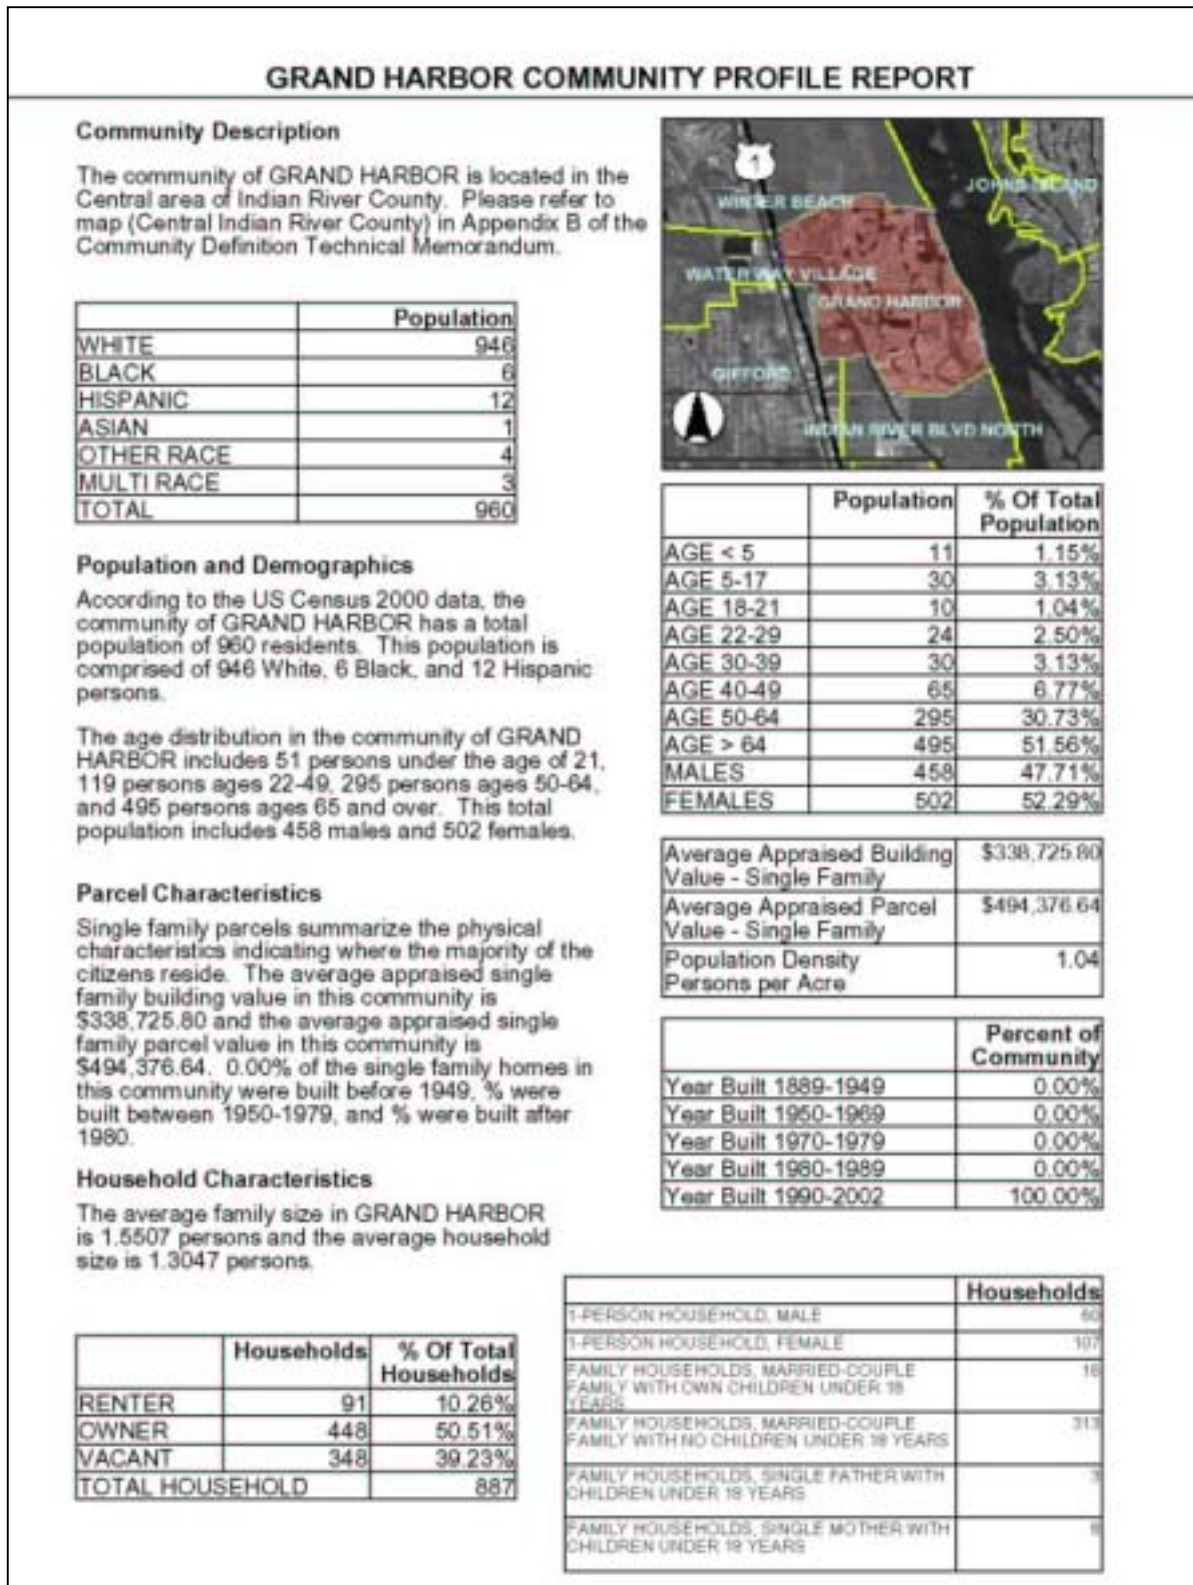 GRAND HARBOR COMMUNITY PROFILE REPORT
Community Description
The community of GRAND HARBOR is located in the
Central area of Indian River County. Please refer to
map (Central Indian River County) in Appendix B of the
Community Definition Technical Memorandum.
Population
WHITE 946
BLACK 6
HISPANIC 12
ASIAN 1
OTHER RACE 4
MULTI RACE 3
TOTAL 960
Population and Demographics
According to the US Census 2000 data, the
community of GRAND HARBOR has a total
population of 960 residents. This population is
comprised of 946 White, 6 Black, and 12 Hispanic
persons.
The age distribution in the community of GRAND
HARBOR includes 51 persons under the age of 21,
119 persons ages 22-49, 295 persons ages 50-64,
and 495 persons ages 65 and over. This total
population includes 458 males and 502 females.
Parcel Characteristics
Single family parcels summarize the physical
characteristics indicating where the majority of the
citizens reside. The average appraised single
family building value in this community is
$338,725.80 and the average appraised single
family parcel value in this community is
$494,376.64. 0.00% of the single family homes in
this community were built before 1949, % were
built between 1950-1979, and % were built after
1980.
Household Characteristics
The average family size in GRAND HARBOR
is 1.5507 persons and the average household
size is 1.3047 persons.
Households % Of Total
Households
RENTER 91 10.26%
OWNER 448 50.51%
VACANT 348 39.23%
TOTAL HOUSEHOLD 887
1
JOHNS ISLAND
WINTER BEACH
WATER WAY VILLAGE
GRAND HARBOR
GIFFORD
INDIAN RIVER BLVD NORTH
Population % Of Total
Population
AGE < 5 11 1.15%
AGE 5-17 30 3.13%
AGE 18-21 10 1.04%
AGE 22-29 24 2.50%
AGE 30-39 30 3.13%
AGE 40-49 65 6.77%
AGE 50-64 295 30.73%
AGE > 64 495 51.56%
MALES 458 47.71%
FEMALES 502 52.29%
Average Appraised Building $338,725.80
Value - Single Family
Average Appraised Parcel $494,376.64
Value - Single Family
Population Density 1.04
Persons per Acre
Percent of
Community
Year Built 1889-1949 0.00%
Year Built 1950-1969 0.00%
Year Built 1970-1979 0.00%
Year Built 1980-1989 0.00%
Year Built 1990-2002 100.00%
Households
1-PERSON HOUSEHOLD, MALE 60
1-PERSON HOUSEHOLD, FEMALE 107
FAMILY HOUSEHOLDS, MARRIED-COUPLE 16
FAMILY WITH OWN CHILDREN UNDER 18
YEARS
FAMILY HOUSEHOLDS, MARRIED-COUPLE 313
FAMILY WITH NO CHILDREN UNDER 18 YEARS
FAMILY HOUSEHOLDS, SINGLE FATHER WITH 3
CHILDREN UNDER 18 YEARS
FAMILY HOUSEHOLDS, SINGLE MOTHER WITH
CHILDREN UNDER 18 YEARS